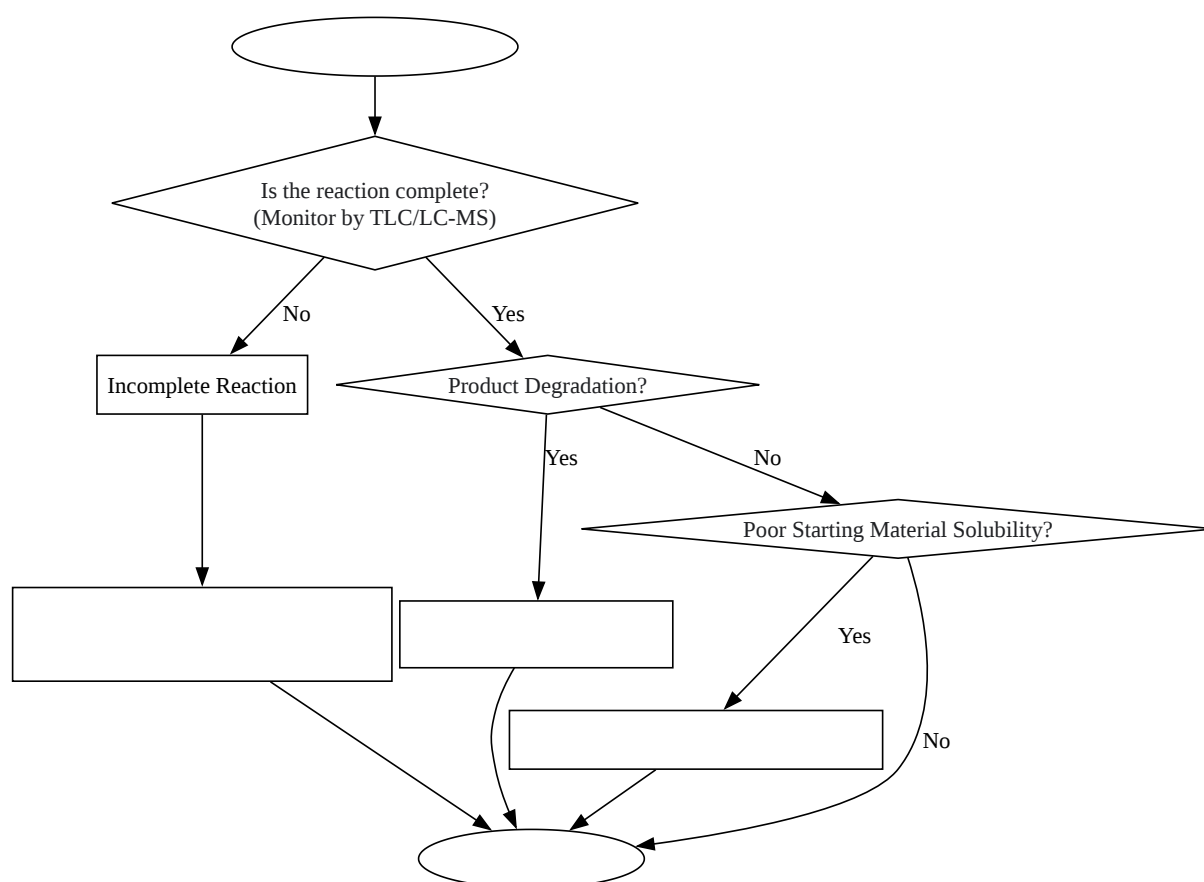 Is the reaction complete?
(Monitor by TLC/LC-MS)
No
Yes
Incomplete Reaction
Product Degradation?
Yes
No
Poor Starting Material Solubility?
Yes
No